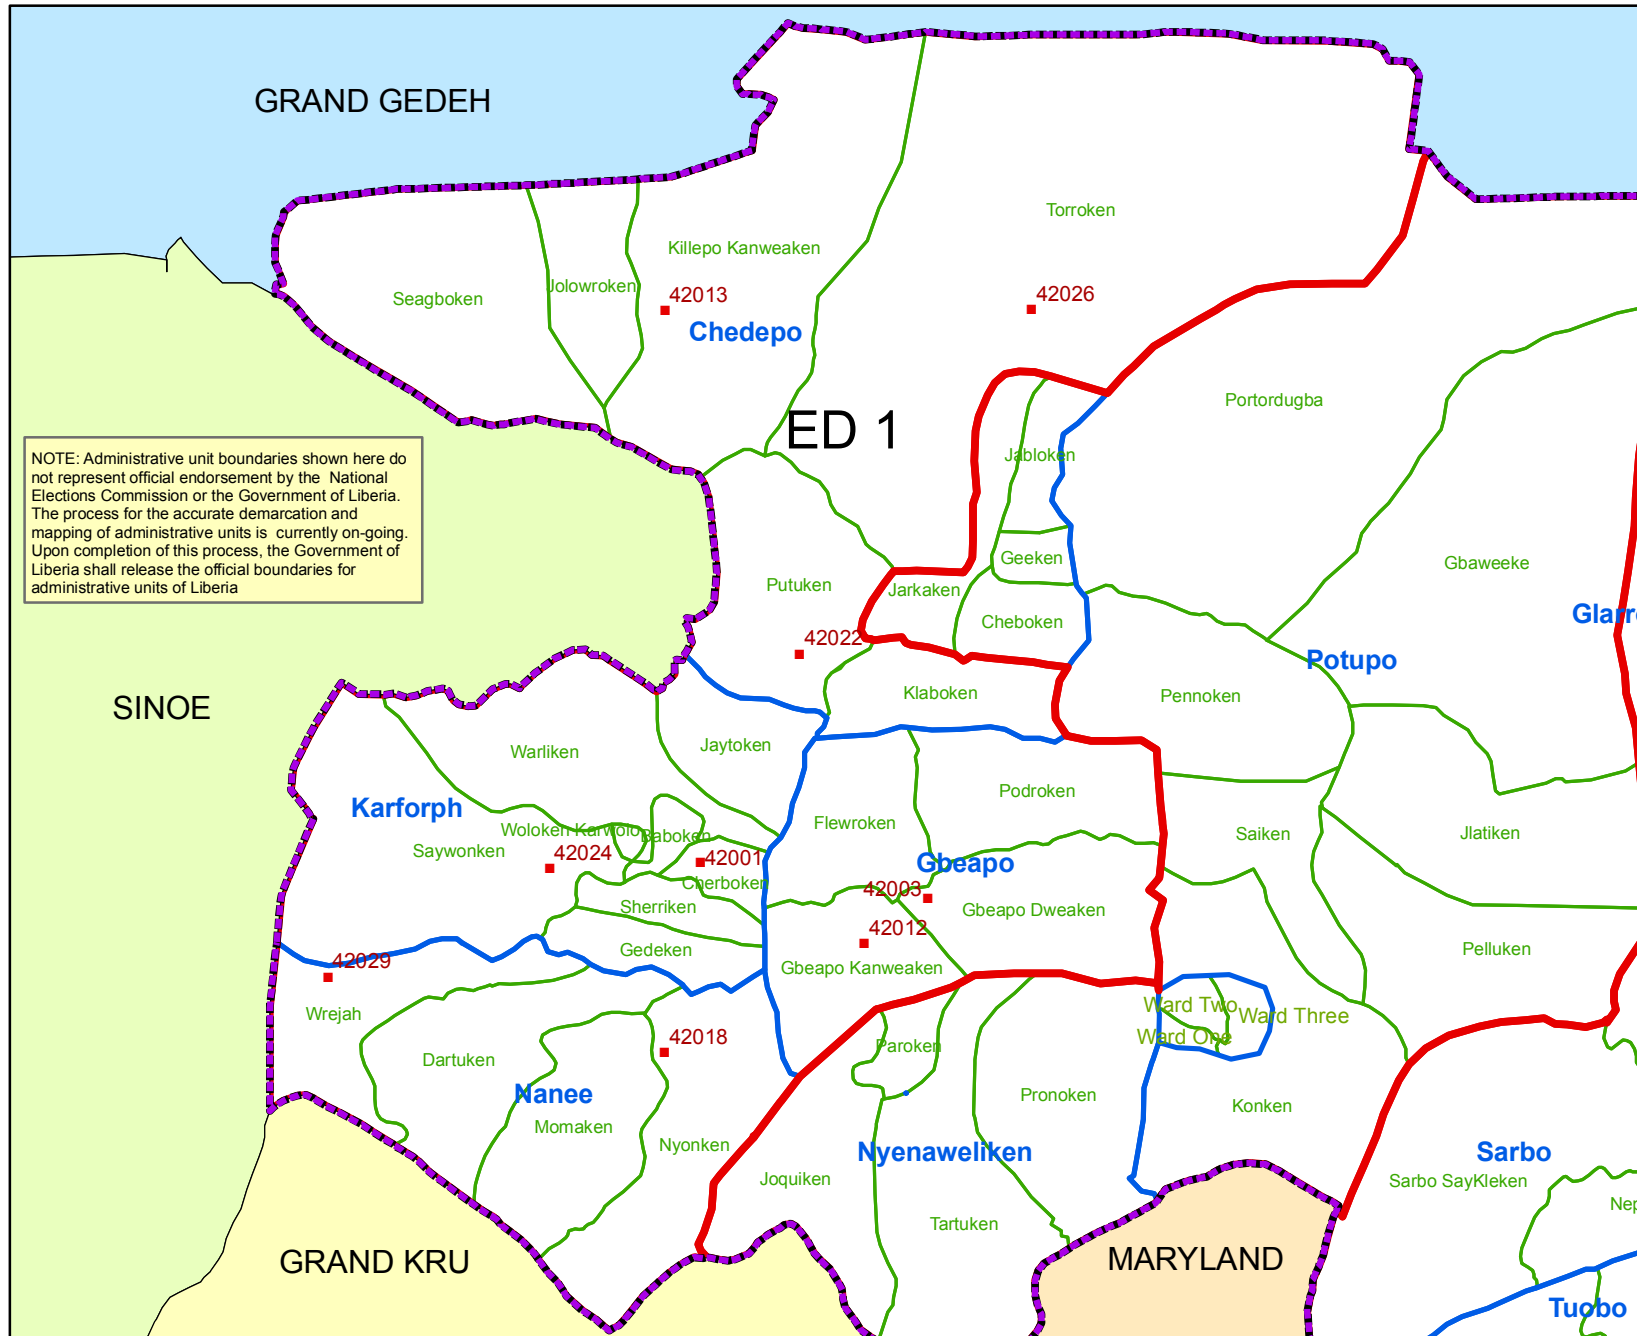 GRAND GEDEH
Torroken
Killepo Kanweaken
Seagboken
Jolowroken
42013
42026
Chedepo
Portordugba
ED 1
Jabloken
NOTE: Administrative unit boundaries shown here do
not represent official endorsement by the National
Elections Commission or the Government of Liberia.
The process for the accurate demarcation and
mapping of administrative units is currently on-going.
Upon completion of this process, the Government of
Liberia shall release the official boundaries for
administrative units of Liberia
Geeken
Gbaweeke
Putuken
Jarkaken
Cheboken
Glarr
42022
Potupo
Klaboken
Pennoken
SINOE
Warliken
Jaytoken
Podroken
Karforph
Flewroken
Woloken Karwolo
Baboken
Saiken
Jlatiken
Saywonken
42024
42001
Gbeapo
Cherboken
42003
Sherriken
Gbeapo Dweaken
42012
Gedeken
Pelluken
42029
Gbeapo Kanweaken
Wrejah
Ward Two
Ward Three
42018
Ward One
Paroken
Dartuken
Nanee
Pronoken
Konken
Momaken
Nyonken
Nyenaweliken
Sarbo
Joquiken
Sarbo SayKleken
Nep
Tartuken
GRAND KRU
MARYLAND
Tuobo